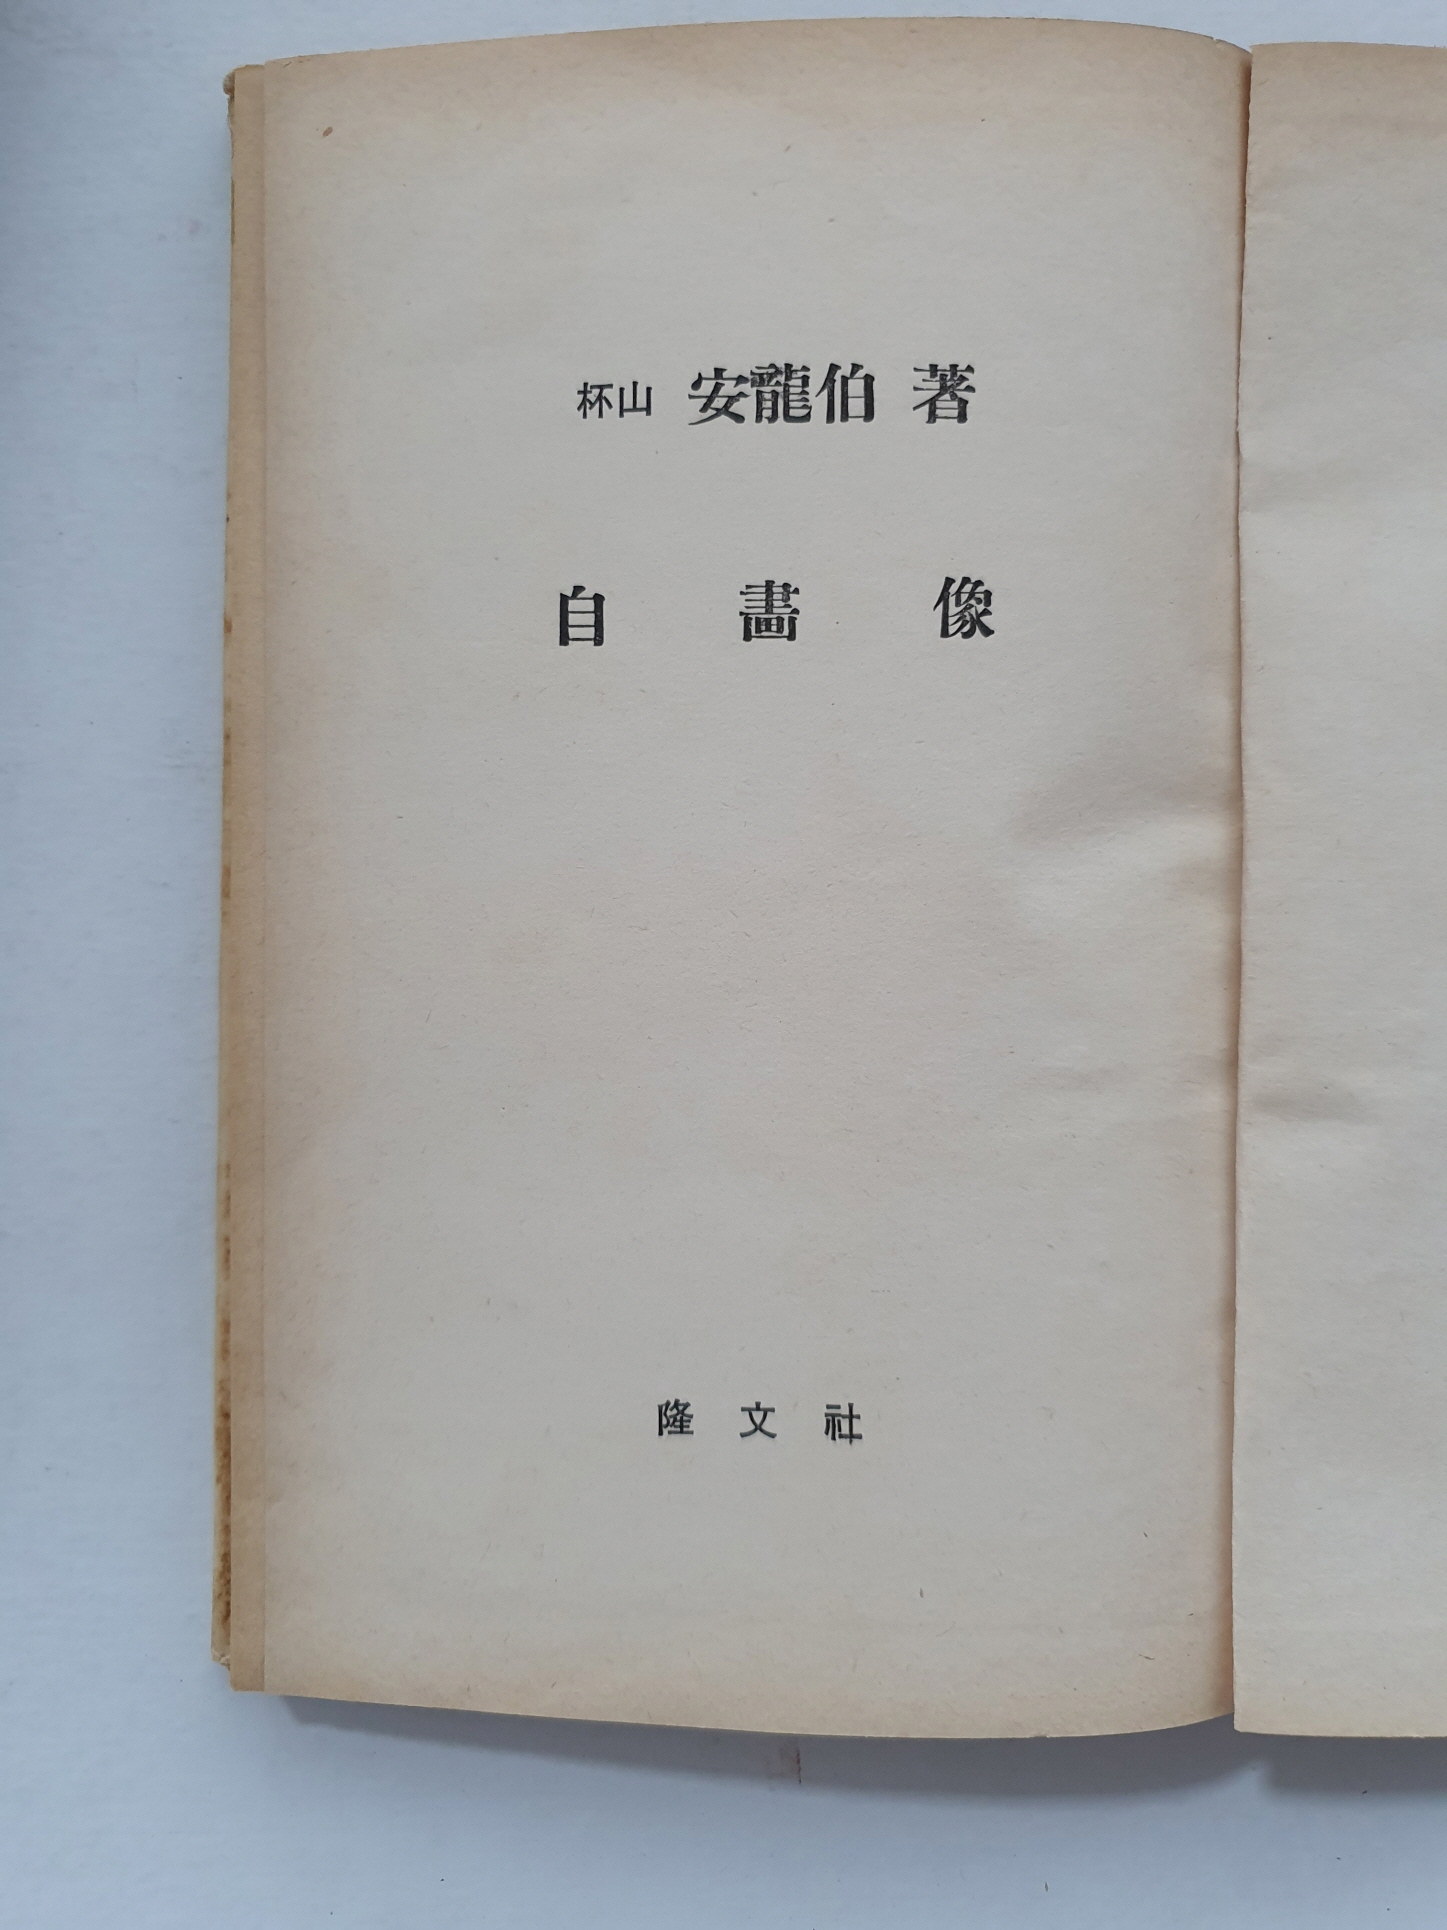 杯山 安龍伯 著
自畵像
隆文社